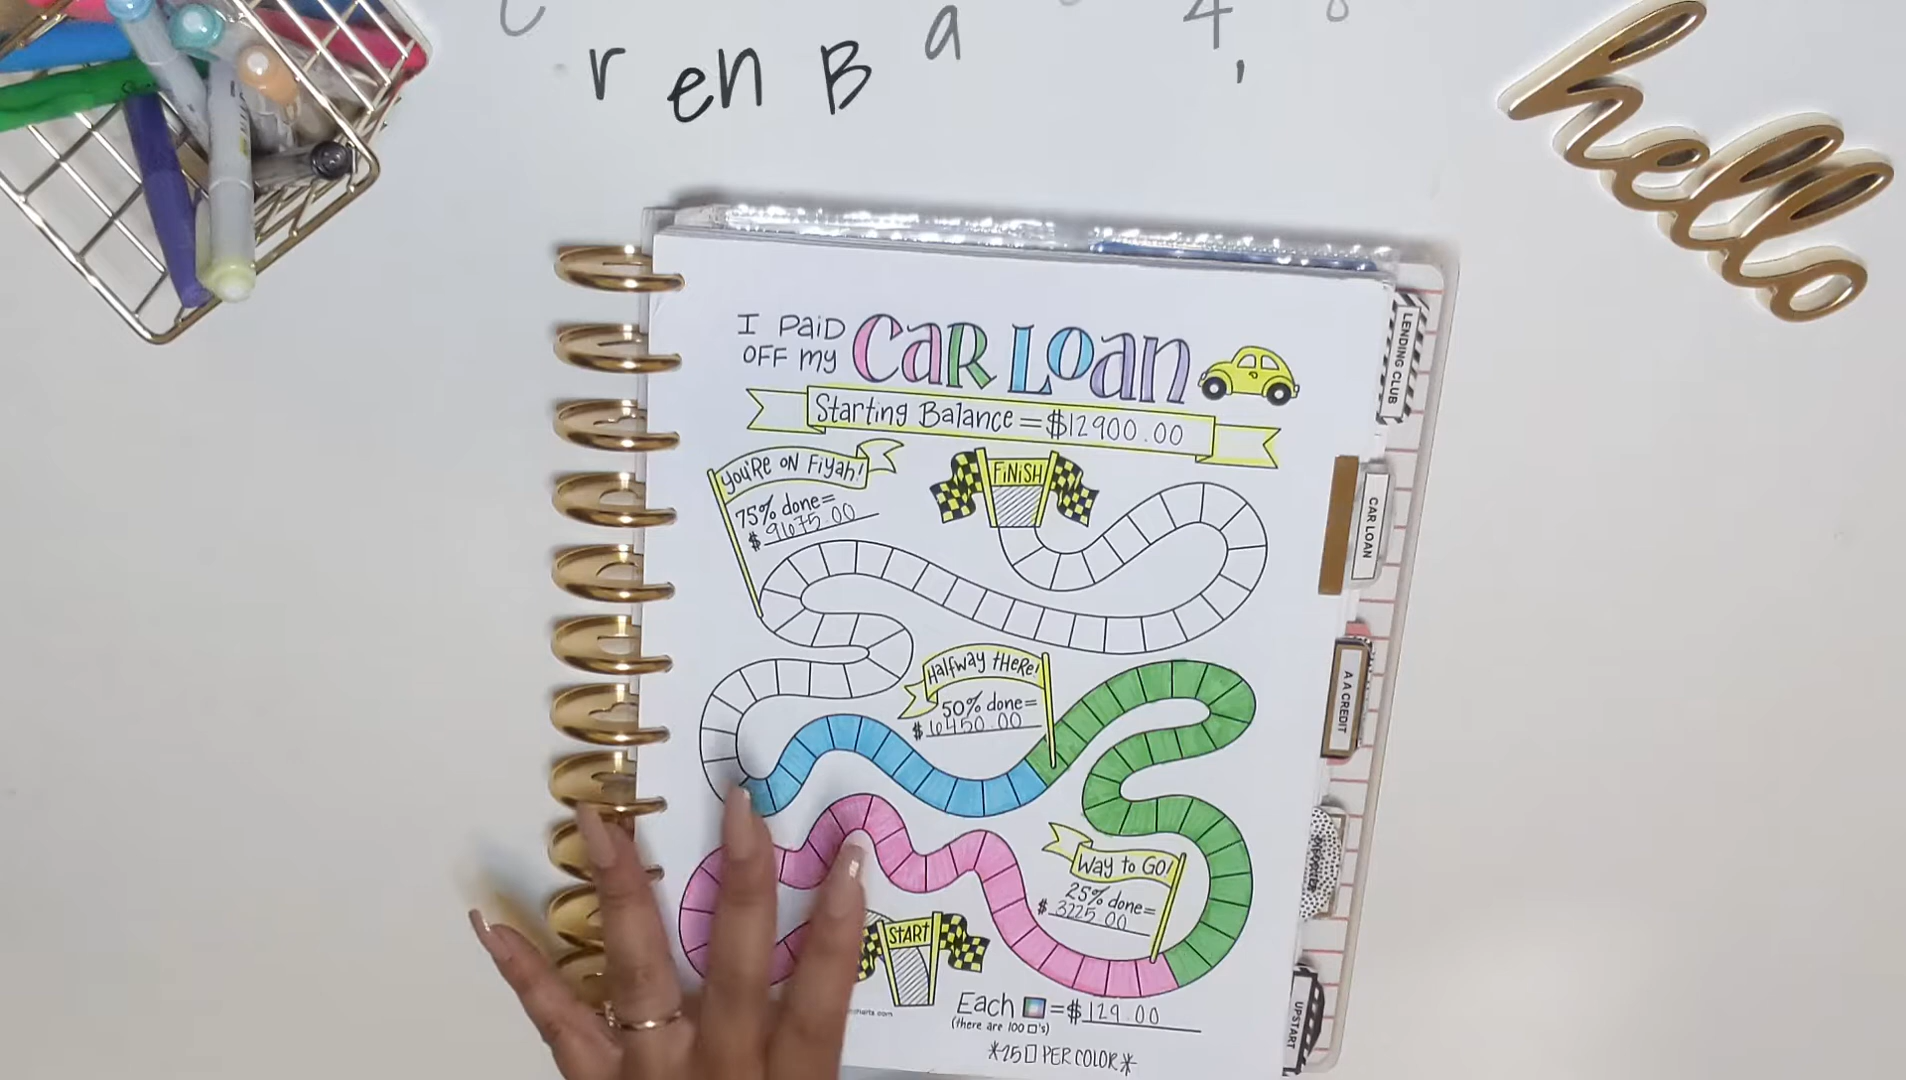 r en B a 4
,
I PaiD
OFF my CaR LOan
Starting Balance = $12900.00
you're on Fiyah!
75% done=
$ 9675.00
FiNiSH
Halfway tHeRe!
50% done=
$ 6450.00
Way to Go!
25% done=
$ 3225.00
START
Each □ = $129.00
(there are 100 □'s)
*25□ PER COLOR*
LENDING CLUB
CAR LOAN
A A CREDIT
UPSTART
hello